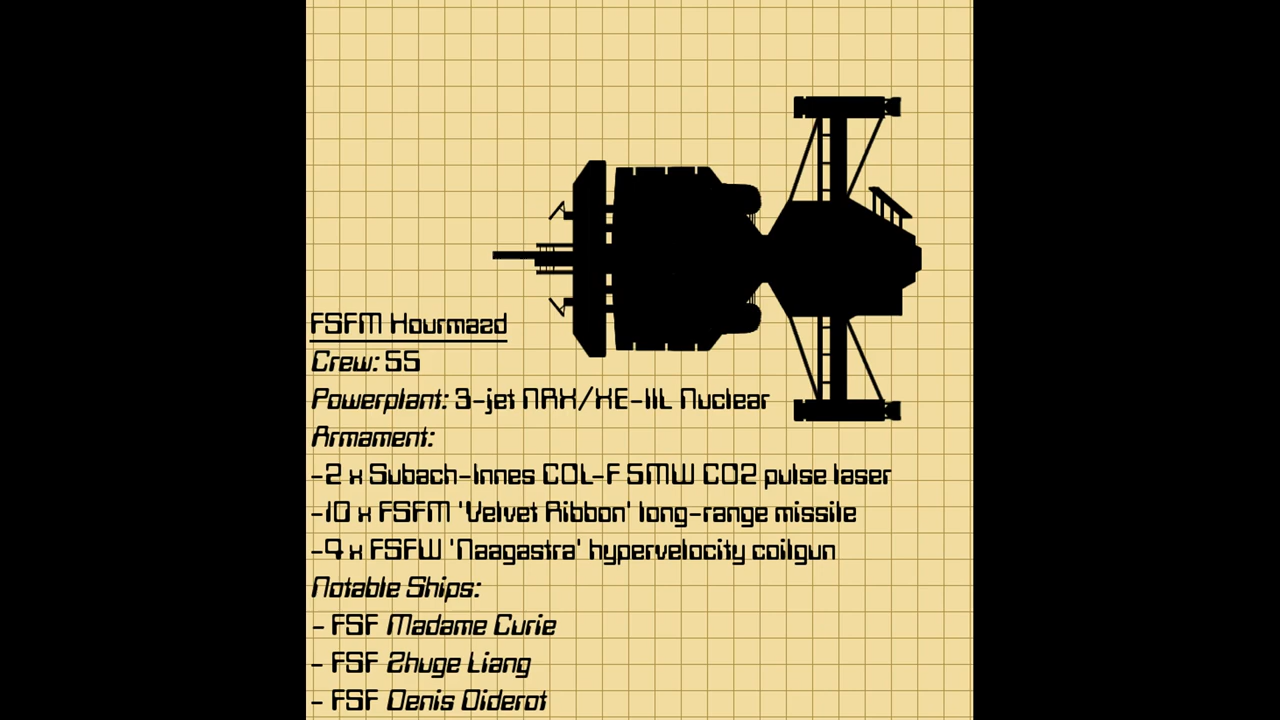 FSFM Hourmazd
Crew: 55
Powerplant: 3-jet NRX/XE-IIL Nuclear
Armament:
-2 x Subach-Innes COL-F 5MW CO2 pulse laser
-10 x FSFM 'Velvet Ribbon' long-range missile
-9 x FSFW 'Naagastra' hypervelocity coilgun
Notable Ships:
- FSF Madame Curie
- FSF Zhuge Liang
- FSF Denis Diderot